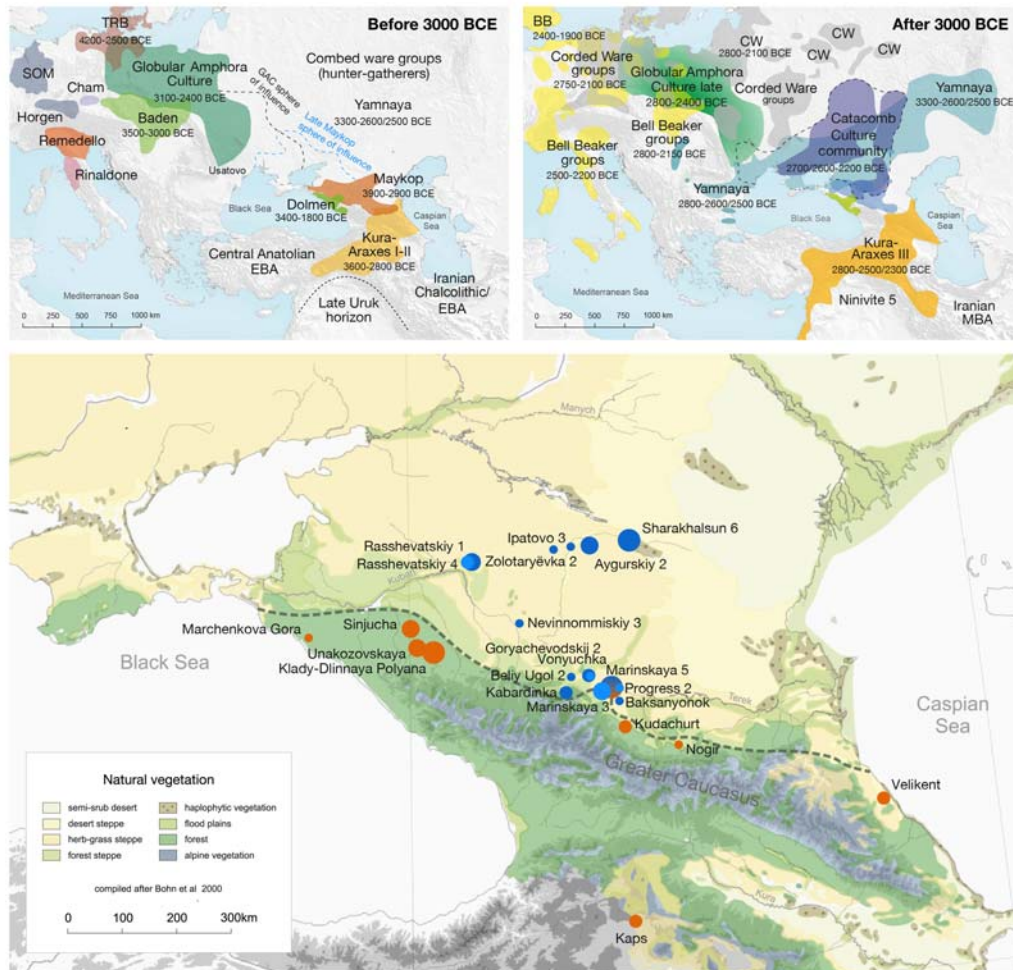 Before 3000 BCE
TRB
4200-2500 BCE
SOM
Globular Amphora
Culture
3100-2400 BCE
Combed ware groups
(hunter-gatherers)
GAC sphere
of influence
Cham
Horgen
Baden
3500-3000 BCE
Yamnaya
3300-2600/2500 BCE
Late Maykop
sphere of influence
Remedello
Rinaldone
Usatovo
Maykop
3900-2900 BCE
Black Sea
Dolmen
3400-1800 BCE
Caspian
Sea
Kura-
Araxes I-II
3600-2800 BCE
Central Anatolian
EBA
Iranian
Chalcolithic/
EBA
Late Uruk
horizon
Mediterranean Sea
0 250 500 1000 km
After 3000 BCE
BB
2400-1900 BCE
CW
2800-2100 BCE
CW
CW
CW
Corded Ware
groups
2750-2100 BCE
Globular Amphora
Culture late
2800-2400 BCE
Corded Ware
groups
Yamnaya
3300-2600/2500 BCE
Catacomb
Culture
community
2700/2600-2200 BCE
Bell Beaker
groups
2800-2150 BCE
Bell Beaker
groups
2500-2200 BCE
Yamnaya
2800-2600/2500 BCE
Black Sea
Caspian
Sea
Kura-
Araxes III
2800-2500/2300 BCE
Ninivite 5
Iranian
MBA
Mediterranean Sea
0 250 500 1000 km
Manych
Sharakhalsun 6
Ipatovo 3
Rasshevatskiy 1
Rasshevatskiy 4
Zolotaryëvka 2
Aygurskiy 2
Kuban
Nevinnommiskiy 3
Marchenkova Gora
Sinjucha
Unakozovskaya
Klady-Dlinnaya Polyana
Goryachevodskij 2
Vonyuchka
Marinskaya 5
Beliy Ugol 2
Progress 2
Kabardinka
Baksanyonok
Marinskaya 3
Terek
Kudachurt
Nogir
Black Sea
Caspian
Sea
Greater Caucasus
Velikent
Kura
Kaps
Natural vegetation
semi-srub desert
desert steppe
herb-grass steppe
forest steppe
haplophytic vegetation
flood plains
forest
alpine vegetation
compiled after Bohn et al 2000
0 100 200 300km